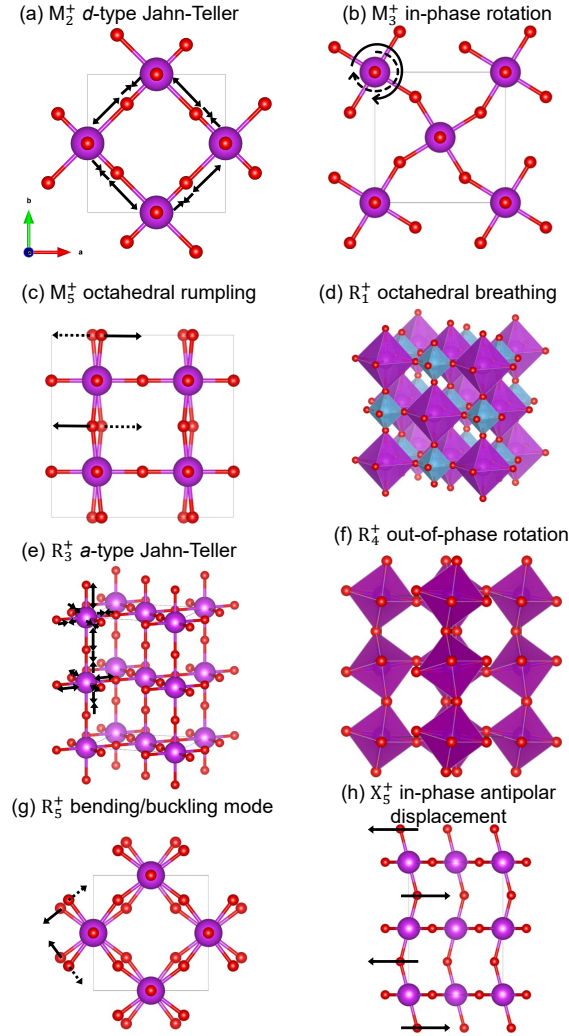 (a) M₂⁺ d-type Jahn-Teller
(b) M₃⁺ in-phase rotation
b
a
(c) M₅⁺ octahedral rumpling
(d) R₁⁺ octahedral breathing
(e) R₃⁺ a-type Jahn-Teller
(f) R₄⁺ out-of-phase rotation
(g) R₅⁺ bending/buckling mode
(h) X₅⁺ in-phase antipolar
displacement